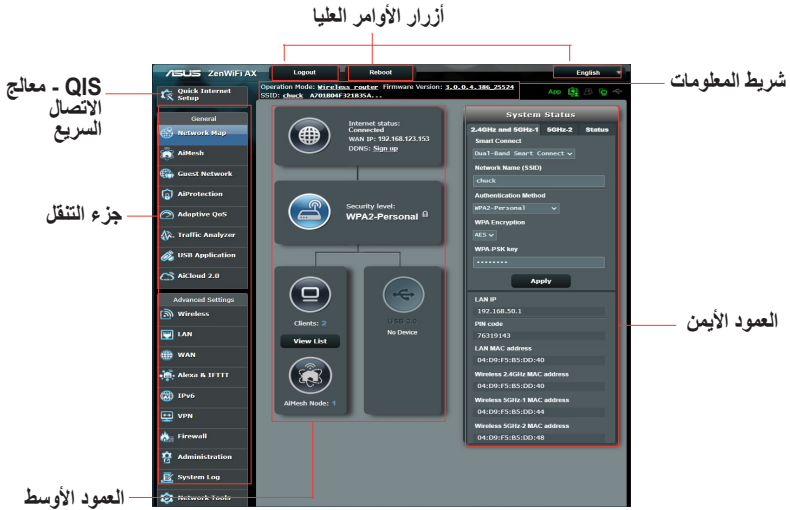 أزرار الأوامر العليا
شريط المعلومات
QIS - معالج
الاتصال
السريع
جزء التنقل
العمود الأيمن
العمود الأوسط
ASUS ZenWiFi AX
Logout
Reboot
English
Quick Internet
Setup
Operation Mode: Wireless router Firmware Version: 3.0.0.4.386_25524
SSID: chuck A701B04F321B35A...
App
General
Network Map
AiMesh
Guest Network
AiProtection
Adaptive QoS
Traffic Analyzer
USB Application
AiCloud 2.0
Advanced Settings
Wireless
LAN
WAN
Alexa & IFTTT
IPv6
VPN
Firewall
Administration
System Log
Network Tools
Internet status:
Connected
WAN IP: 192.168.123.153
DDNS: Sign up
Security level:
WPA2-Personal
Clients: 2
View List
AiMesh Node: 1
USB 2.0
No Device
System Status
2.4GHz and 5GHz-1 5GHz-2 Status
Smart Connect
Dual-Band Smart Connect
Network Name (SSID)
chuck
Authentication Method
WPA2-Personal
WPA Encryption
AES
WPA-PSK key
--------
Apply
LAN IP
192.168.50.1
PIN code
76319143
LAN MAC address
04:D9:F5:B5:DD:40
Wireless 2.4GHz MAC address
04:D9:F5:B5:DD:40
Wireless 5GHz-1 MAC address
04:D9:F5:B5:DD:44
Wireless 5GHz-2 MAC address
04:D9:F5:B5:DD:48